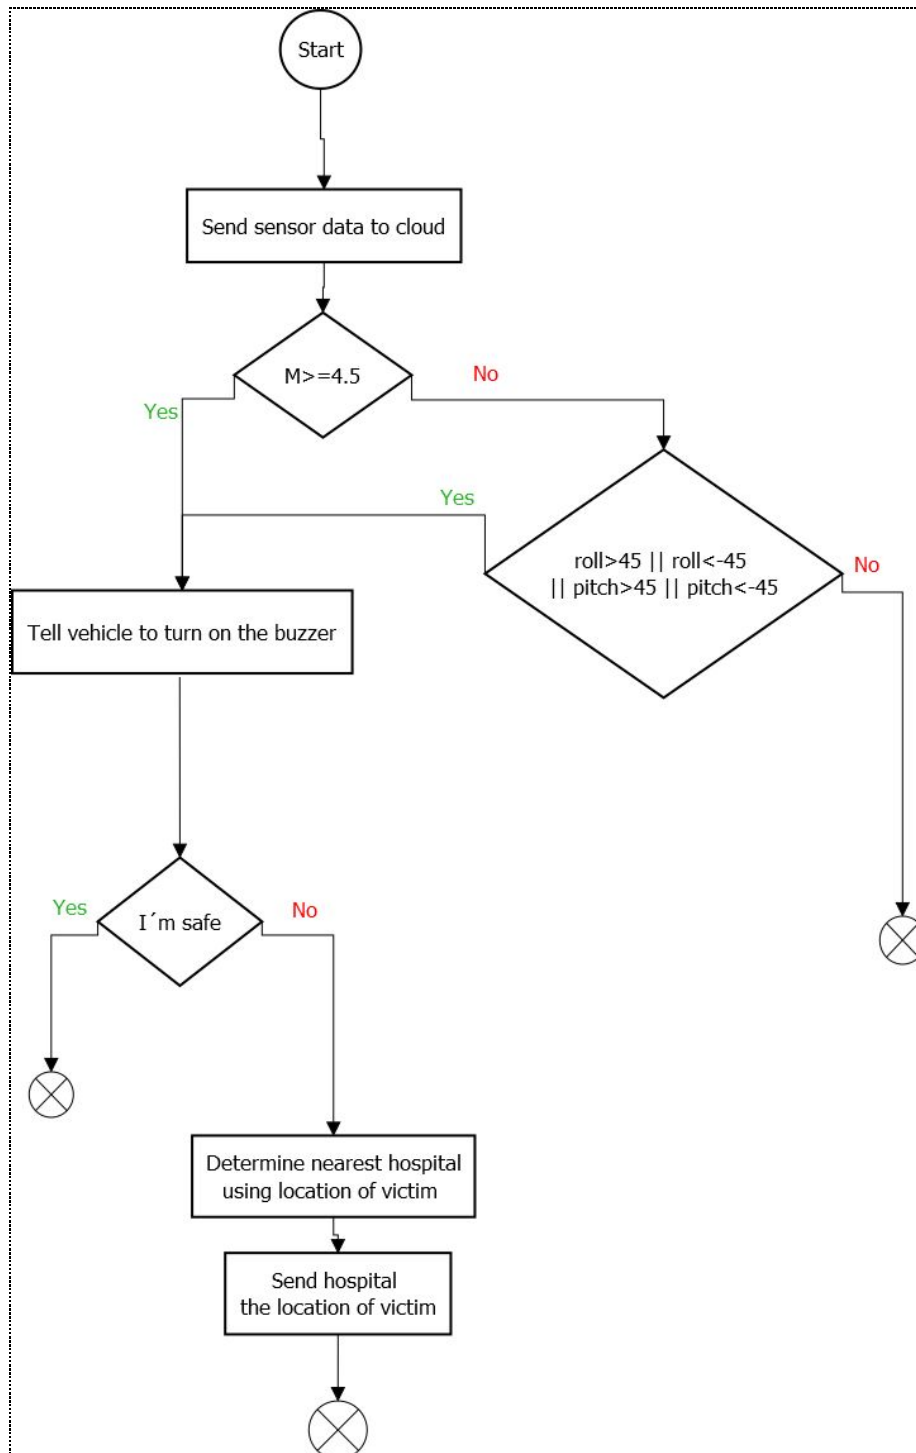 Start
Send sensor data to cloud
M>=4.5
No
Yes
Yes
roll>45 || roll<-45
|| pitch>45 || pitch<-45
No
Tell vehicle to turn on the buzzer
Yes
I´m safe
No
Determine nearest hospital
using location of victim
Send hospital
the location of victim